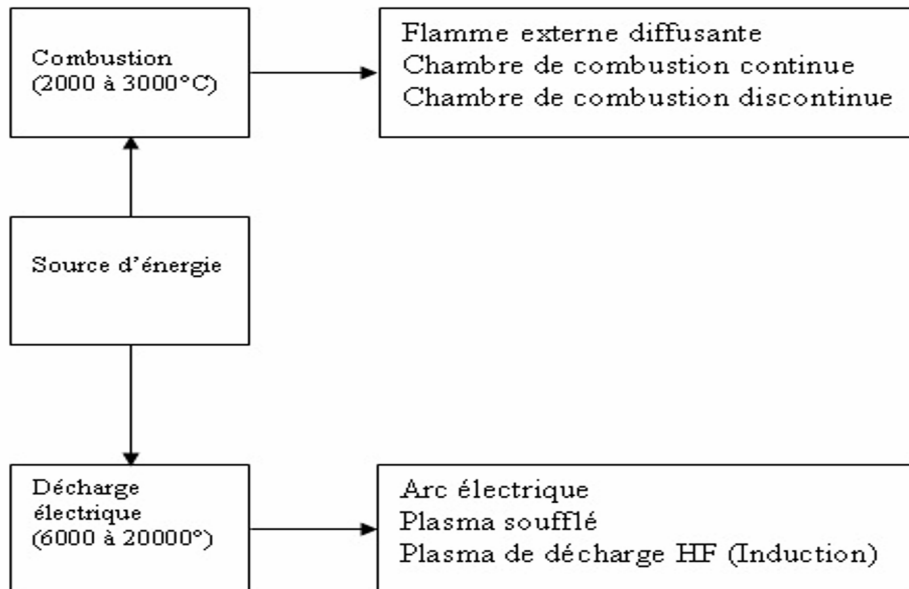 Combustion
(2000 à 3000°C)
Flamme externe diffusante
Chambre de combustion continue
Chambre de combustion discontinue
Source d'énergie
Décharge
électrique
(6000 à 20000°)
Arc électrique
Plasma soufflé
Plasma de décharge HF (Induction)